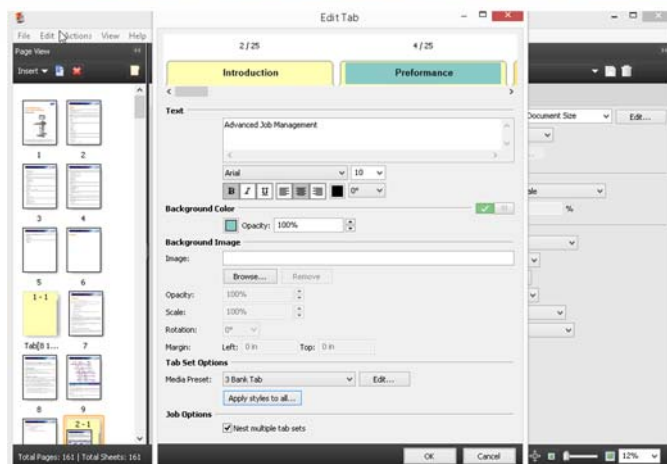 Edit Tab
File Edit Actions View Help
Page View
Insert
1 2
3 4
5 6
1 - 1
Tab[8 1... 7
8 9
2 - 1
Total Pages: 161 | Total Sheets: 161
2 / 25 4 / 25
Introduction Preformance
Text
Advanced Job Management
Arial 10
B I U 0°
Background Color
Opacity: 100%
Background Image
Image:
Browse... Remove
Opacity: 100%
Scale: 100%
Rotation: 0°
Margin: Left: 0 in Top: 0 in
Tab Set Options
Media Preset: 3 Bank Tab Edit...
Apply styles to all...
Job Options
Nest multiple tab sets
OK Cancel
Document Size Edit...
%
12%